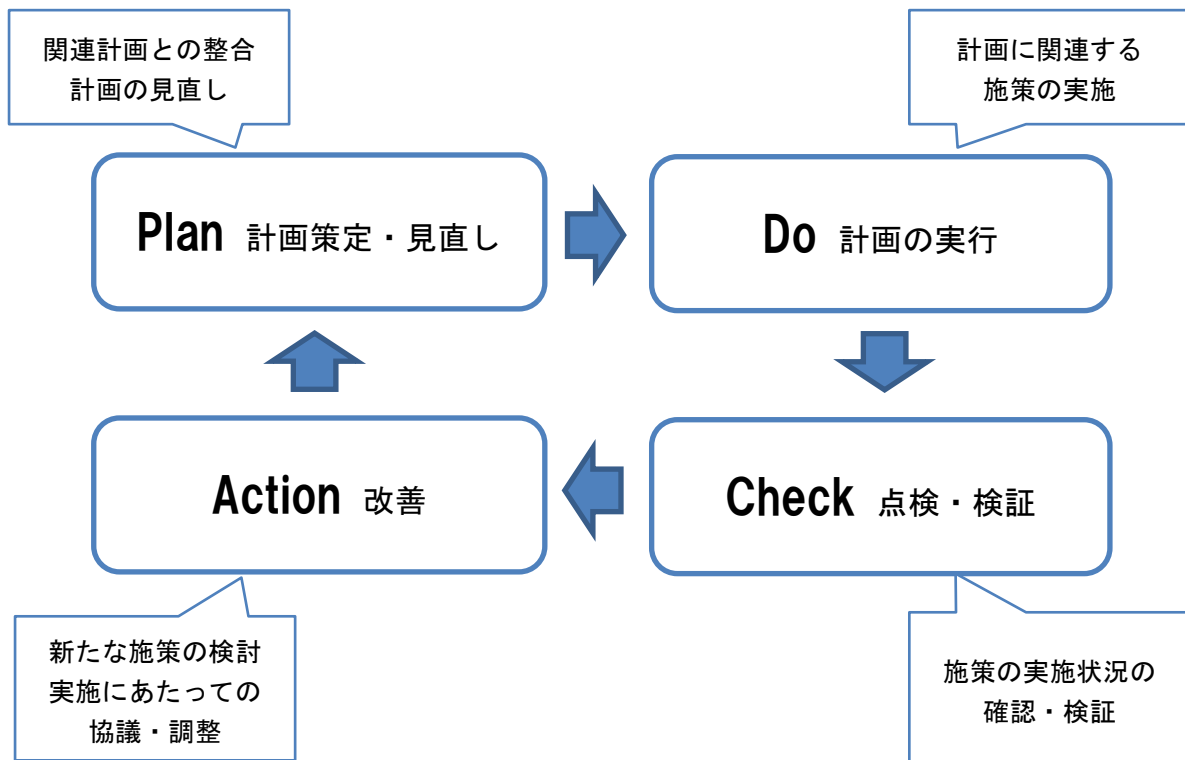 関連計画との整合
計画の見直し
計画に関連する
施策の実施
Plan 計画策定・見直し
Do 計画の実行
Action 改善
Check 点検・検証
新たな施策の検討
実施にあたっての
協議・調整
施策の実施状況の
確認・検証